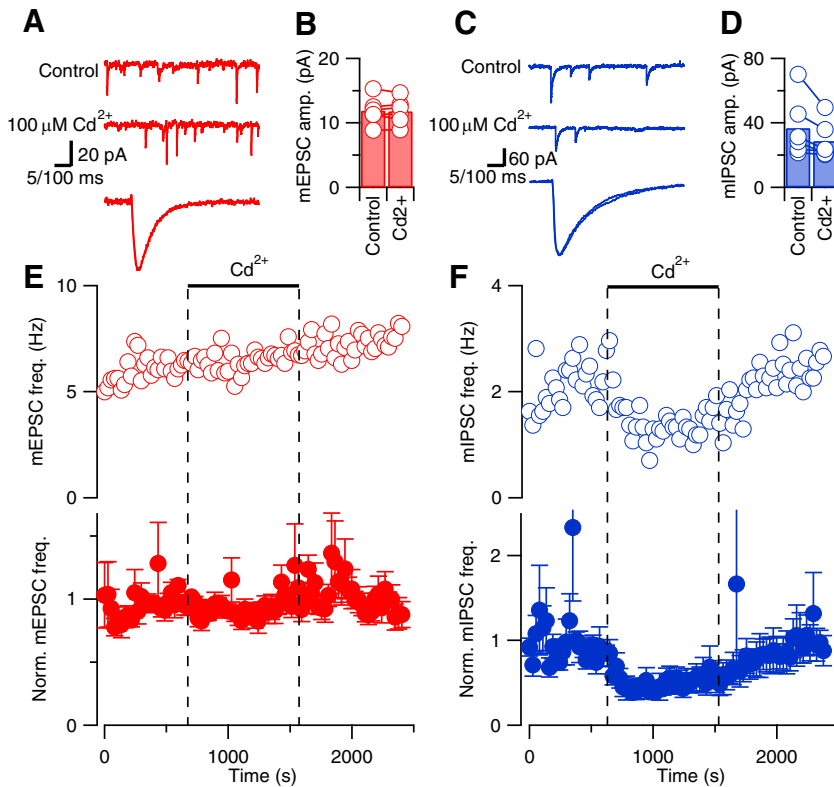 A
Control
100 μM Cd2+
20 pA
5/100 ms
B
mEPSC amp. (pA)
20
10
0
Control
Cd2+
C
Control
100 μM Cd2+
60 pA
5/100 ms
D
mIPSC amp. (pA)
80
40
0
Control
Cd2+
E
Cd2+
mEPSC freq. (Hz)
10
5
0
Norm. mEPSC freq.
1
0
0
1000
2000
Time (s)
F
Cd2+
mIPSC freq. (Hz)
4
2
0
Norm. mIPSC freq.
2
1
0
0
1000
2000
Time (s)